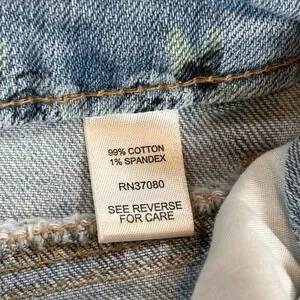 99% COTTON
1% SPANDEX
RN37080
SEE REVERSE
FOR CARE